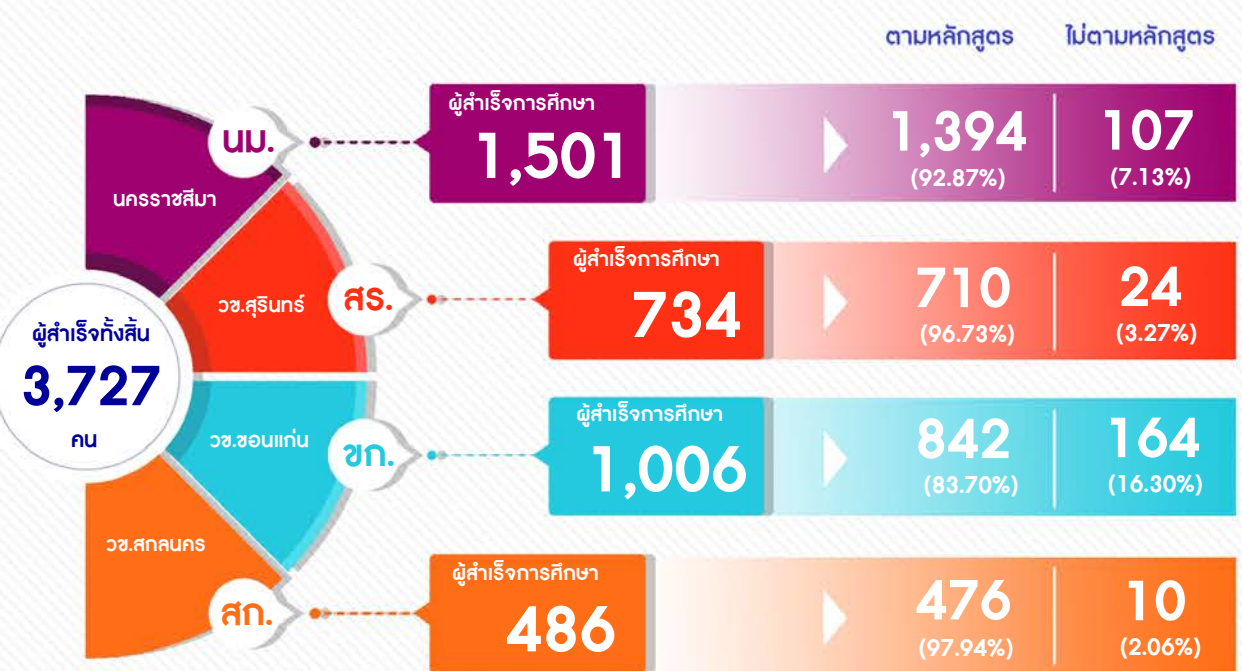 ตามหลักสูตร ไม่ตามหลักสูตร
นม.
นครราชสีมา
ผู้สำเร็จการศึกษา
1,501
1,394 107
(92.87%) (7.13%)
วข.สุรินทร์
สร.
ผู้สำเร็จการศึกษา
734
710 24
(96.73%) (3.27%)
ผู้สำเร็จทั้งสิ้น
3,727
คน
วข.ขอนแก่น
ขก.
ผู้สำเร็จการศึกษา
1,006
842 164
(83.70%) (16.30%)
วข.สกลนคร
สก.
ผู้สำเร็จการศึกษา
486
476 10
(97.94%) (2.06%)